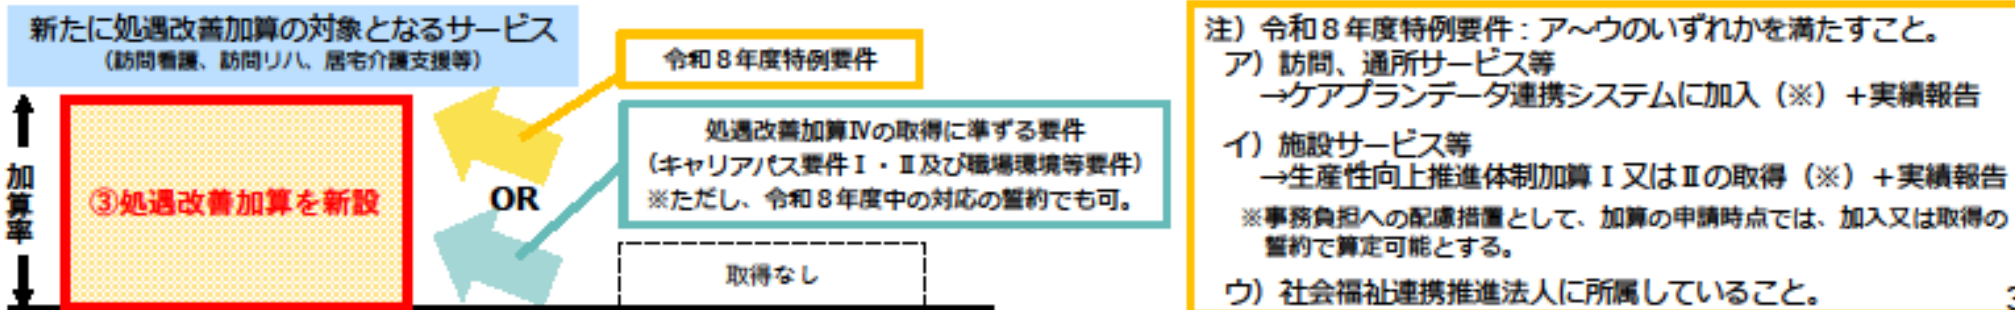 新たに処遇改善加算の対象となるサービス
（訪問看護、訪問リハ、居宅介護支援等）
加算率
③処遇改善加算を新設
令和８年度特例要件
OR
処遇改善加算Ⅳの取得に準ずる要件
（キャリアパス要件Ⅰ・Ⅱ及び職場環境等要件）
※ただし、令和８年度中の対応の誓約でも可。
取得なし
注）令和８年度特例要件：ア～ウのいずれかを満たすこと。
ア）訪問、通所サービス等
→ケアプランデータ連携システムに加入（※）＋実績報告
イ）施設サービス等
→生産性向上推進体制加算Ⅰ又はⅡの取得（※）＋実績報告
※事務負担への配慮措置として、加算の申請時点では、加入又は取得の
誓約で算定可能とする。
ウ）社会福祉連携推進法人に所属していること。